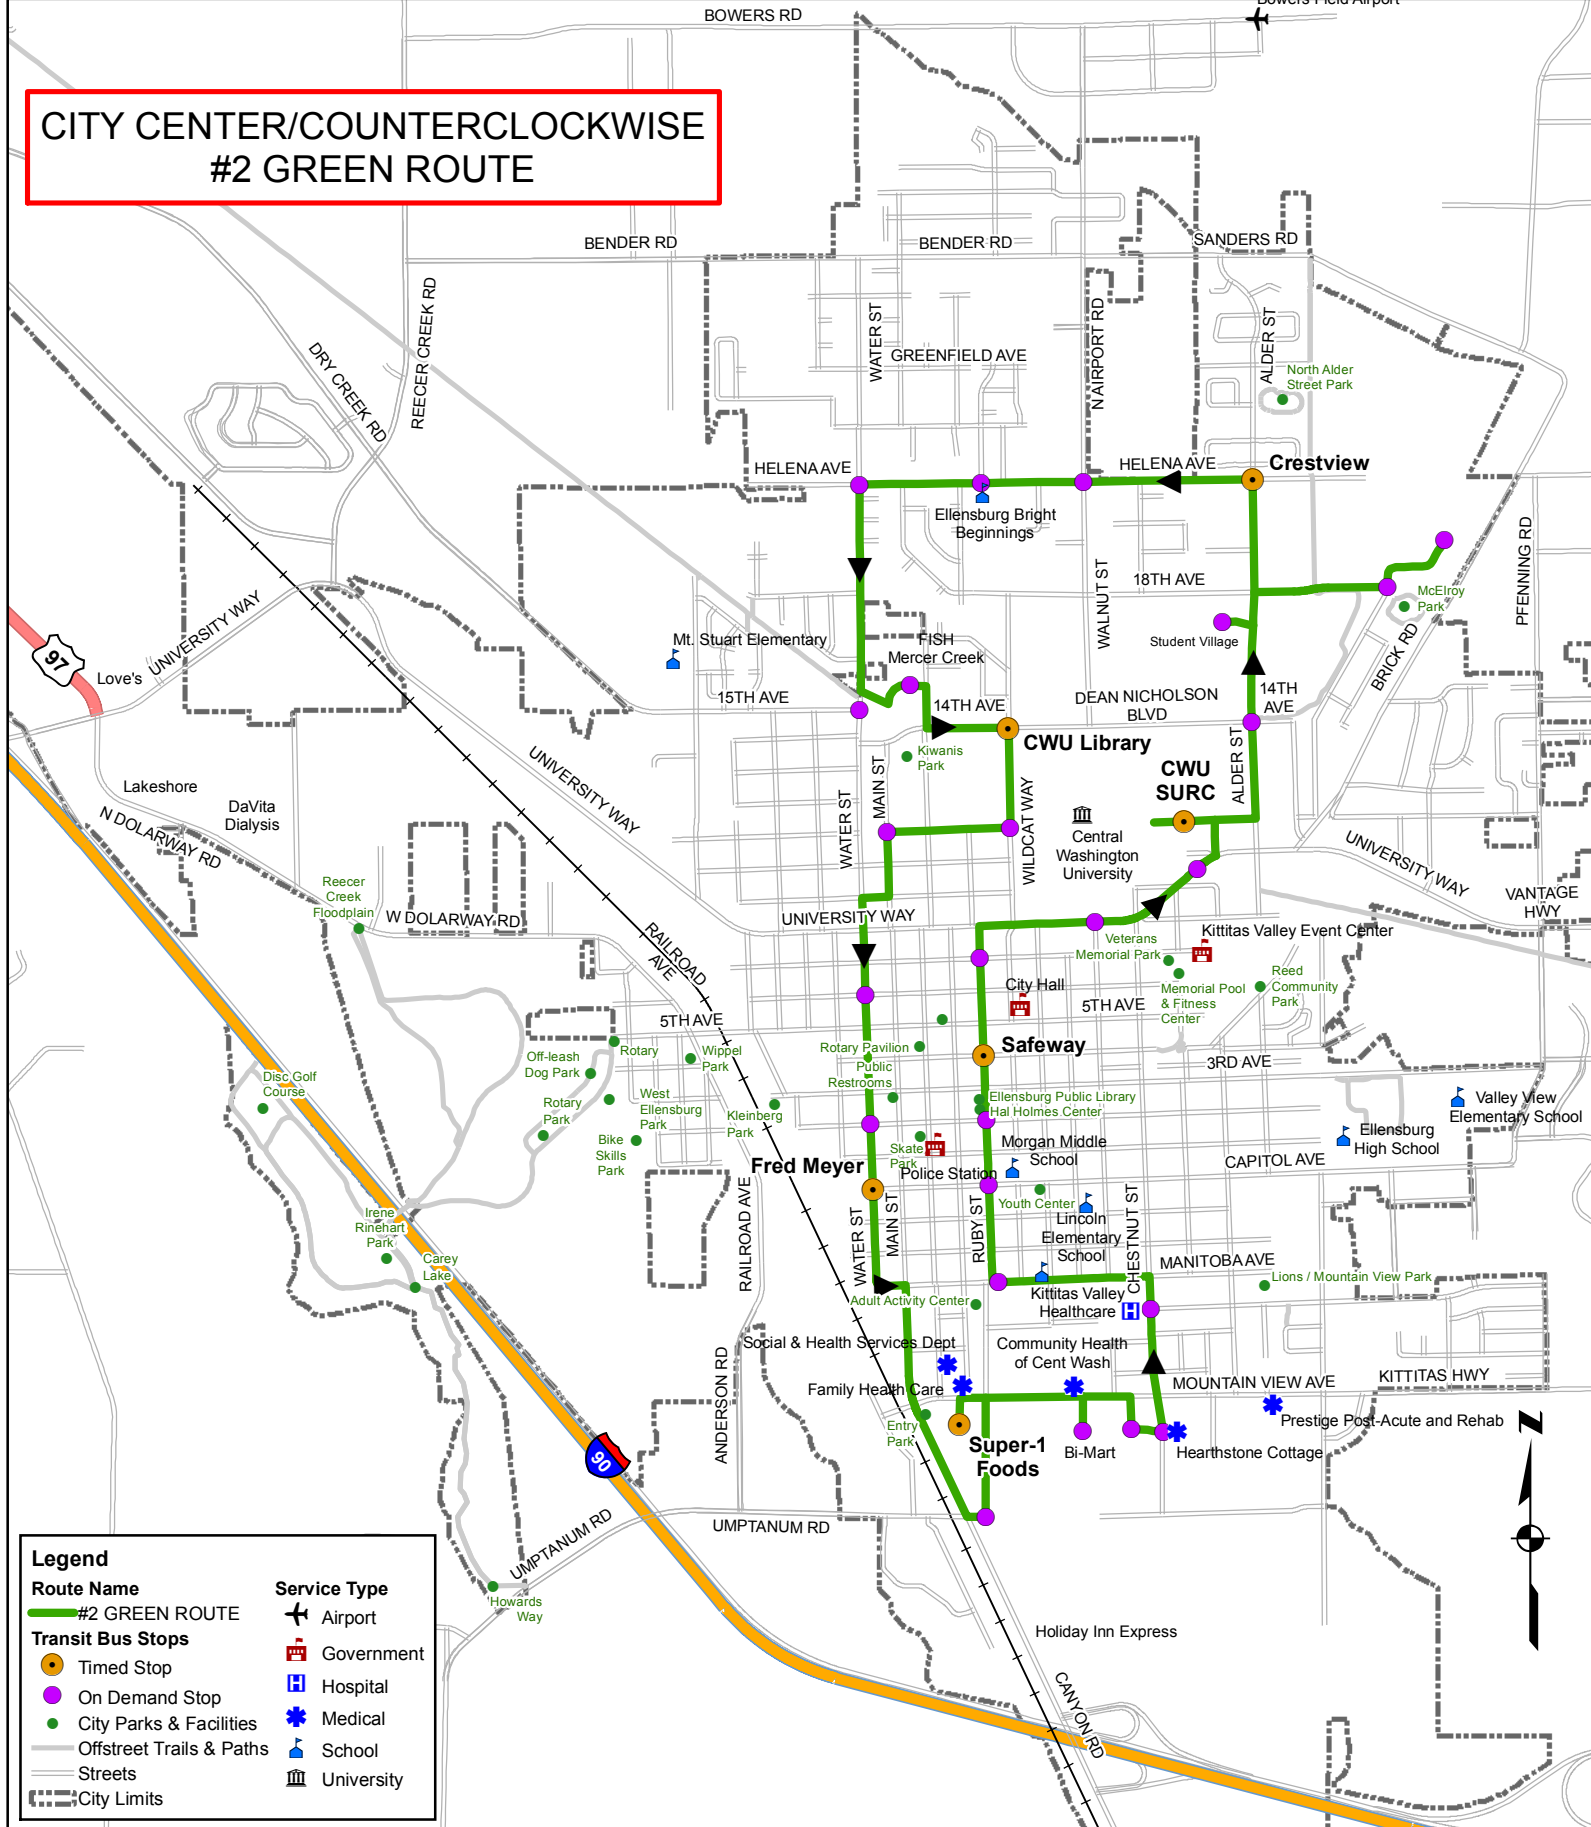 BOWERS RD
Bowers Field Airport
CITY CENTER/COUNTERCLOCKWISE
#2 GREEN ROUTE
BENDER RD
BENDER RD
SANDERS RD
REECER CREEK RD
DRY CREEK RD
WATER ST
GREENFIELD AVE
N AIRPORT RD
ALDER ST
North Alder
Street Park
HELENA AVE
HELENA AVE
Crestview
Ellensburg Bright
Beginnings
PFENNING RD
18TH AVE
WALNUT ST
McElroy
Park
BRICK RD
UNIVERSITY WAY
97
Love's
Mt. Stuart Elementary
FISH
Mercer Creek
Student Village
15TH AVE
14TH AVE
DEAN NICHOLSON
BLVD
14TH
AVE
CWU Library
Kiwanis
Park
MAIN ST
WATER ST
UNIVERSITY WAY
CWU
SURC
ALDER ST
WILDCAT WAY
Central
Washington
University
Lakeshore
DaVita
Dialysis
N DOLARWAY RD
UNIVERSITY WAY
VANTAGE
HWY
Reecer
Creek
Floodplain
W DOLARWAY RD
UNIVERSITY WAY
RAILROAD
AVE
Veterans
Memorial Park
Kittitas Valley Event Center
City Hall
5TH AVE
Memorial Pool
& Fitness
Center
Reed
Community
Park
5TH AVE
Rotary
Wippel
Park
Off-leash
Dog Park
Rotary Pavilion
Public
Restrooms
Safeway
3RD AVE
Disc Golf
Course
Rotary
Park
West
Ellensburg
Park
Bike
Skills
Park
Kleinberg
Park
Ellensburg Public Library
Hal Holmes Center
Valley View
Elementary School
Ellensburg
High School
Skate
Park
Police Station
Morgan Middle
School
Fred Meyer
CAPITOL AVE
Youth Center
Lincoln
Elementary
School
CHESTNUT ST
RAILROAD AVE
WATER ST
MAIN ST
RUBY ST
Irene
Rinehart
Park
Carey
Lake
MANITOBA AVE
Lions / Mountain View Park
Adult Activity Center
Kittitas Valley
Healthcare
H
Social & Health Services Dept
Community Health
of Cent Wash
ANDERSON RD
Family Health Care
MOUNTAIN VIEW AVE
KITTITAS HWY
Entry
Park
Super-1
Foods
Bi-Mart
Hearthstone Cottage
Prestige Post-Acute and Rehab
Z
90
UMPTANUM RD
UMPTANUM RD
Howards
Way
Holiday Inn Express
CANYON RD
Legend
Route Name
#2 GREEN ROUTE
Transit Bus Stops
Timed Stop
On Demand Stop
City Parks & Facilities
Offstreet Trails & Paths
Streets
City Limits
Service Type
Airport
Government
H Hospital
Medical
School
University